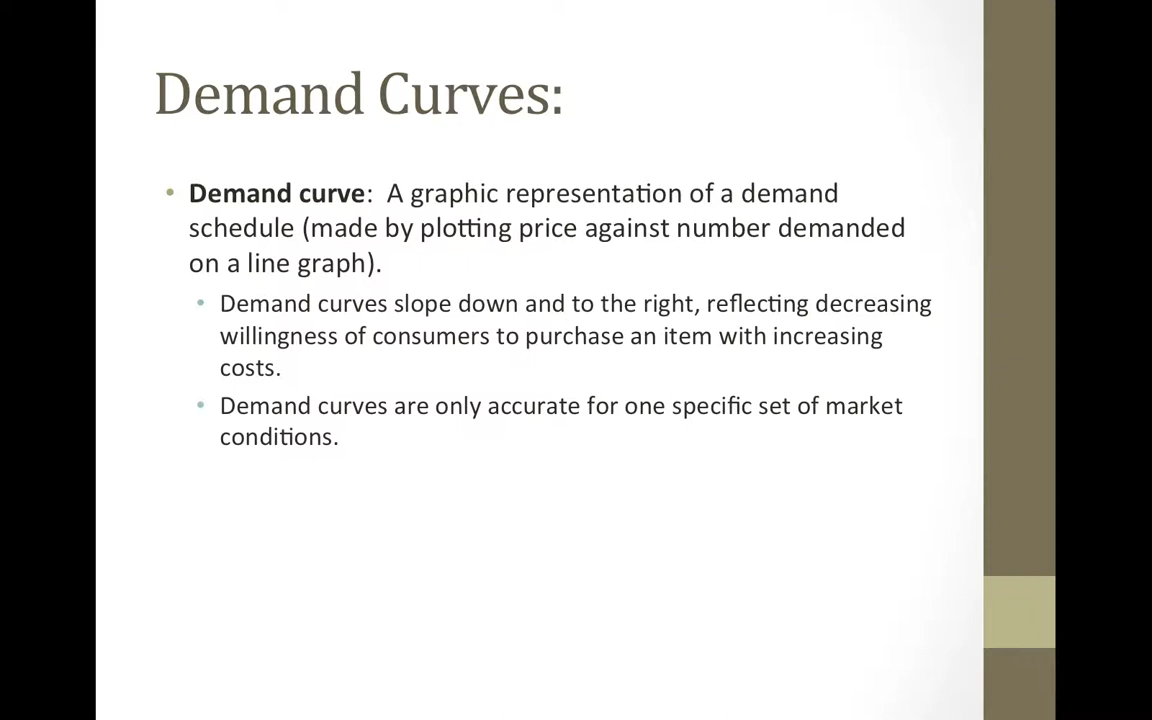 Demand Curves:
• Demand curve:  A graphic representation of a demand
schedule (made by plotting price against number demanded
on a line graph).
• Demand curves slope down and to the right, reflecting decreasing
willingness of consumers to purchase an item with increasing
costs.
• Demand curves are only accurate for one specific set of market
conditions.